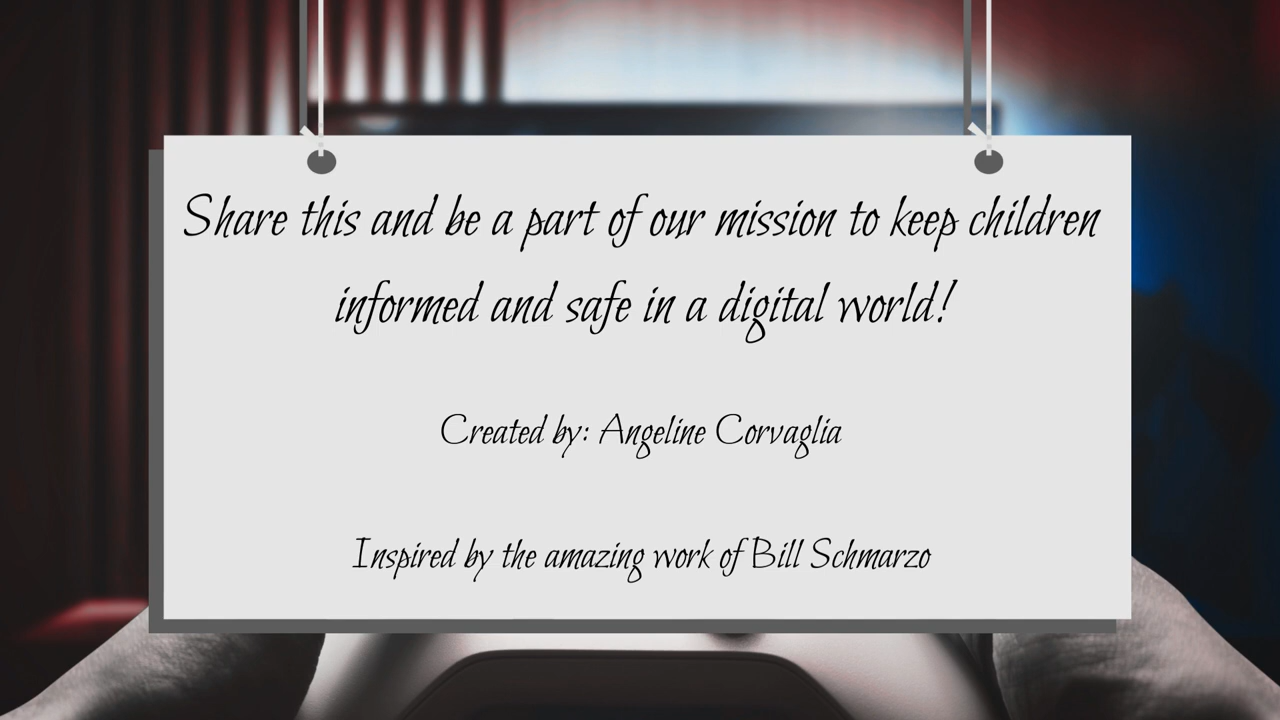 Share this and be a part of our mission to keep children
informed and safe in a digital world!
Created by: Angeline Corvaglia
Inspired by the amazing work of Bill Schmarzo